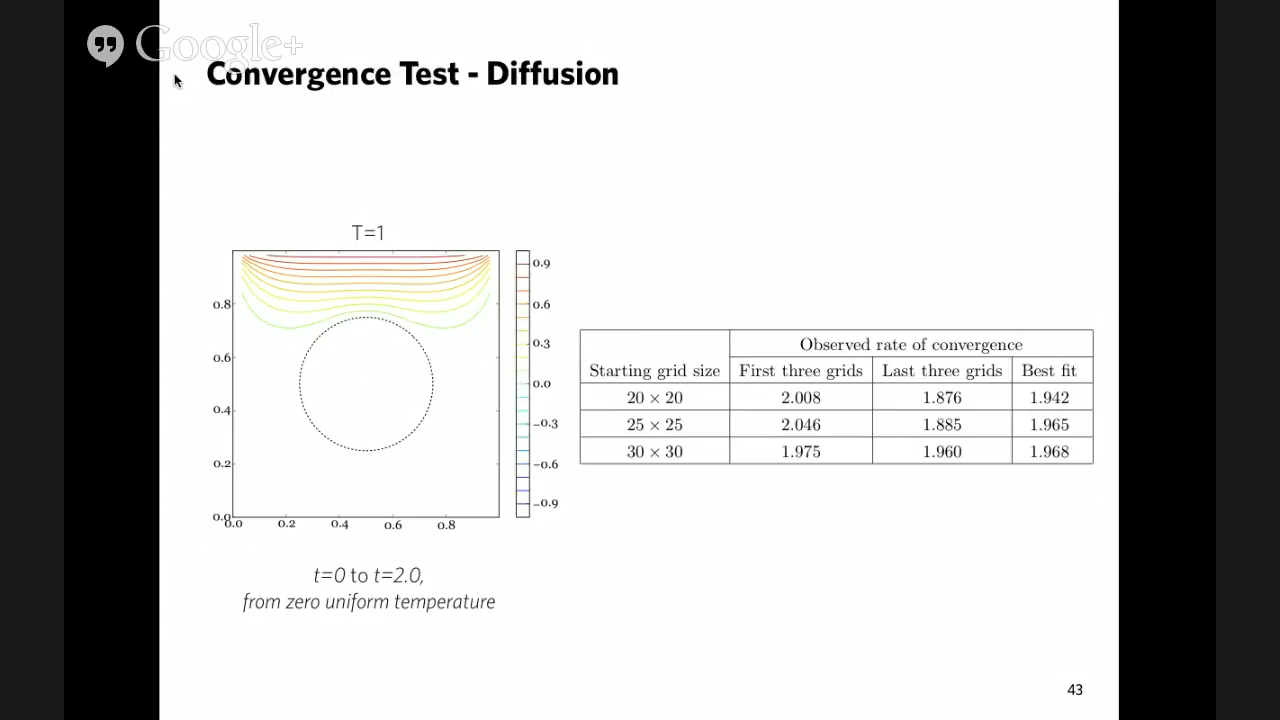 Google+
Convergence Test - Diffusion
T=1
0.8
0.6
0.4
0.2
0.0
0.0 0.2 0.4 0.6 0.8
0.9
0.6
0.3
0.0
−0.3
−0.6
−0.9
t=0 to t=2.0,
from zero uniform temperature
Observed rate of convergence
Starting grid size First three grids Last three grids Best fit
20 × 20 2.008 1.876 1.942
25 × 25 2.046 1.885 1.965
30 × 30 1.975 1.960 1.968
43